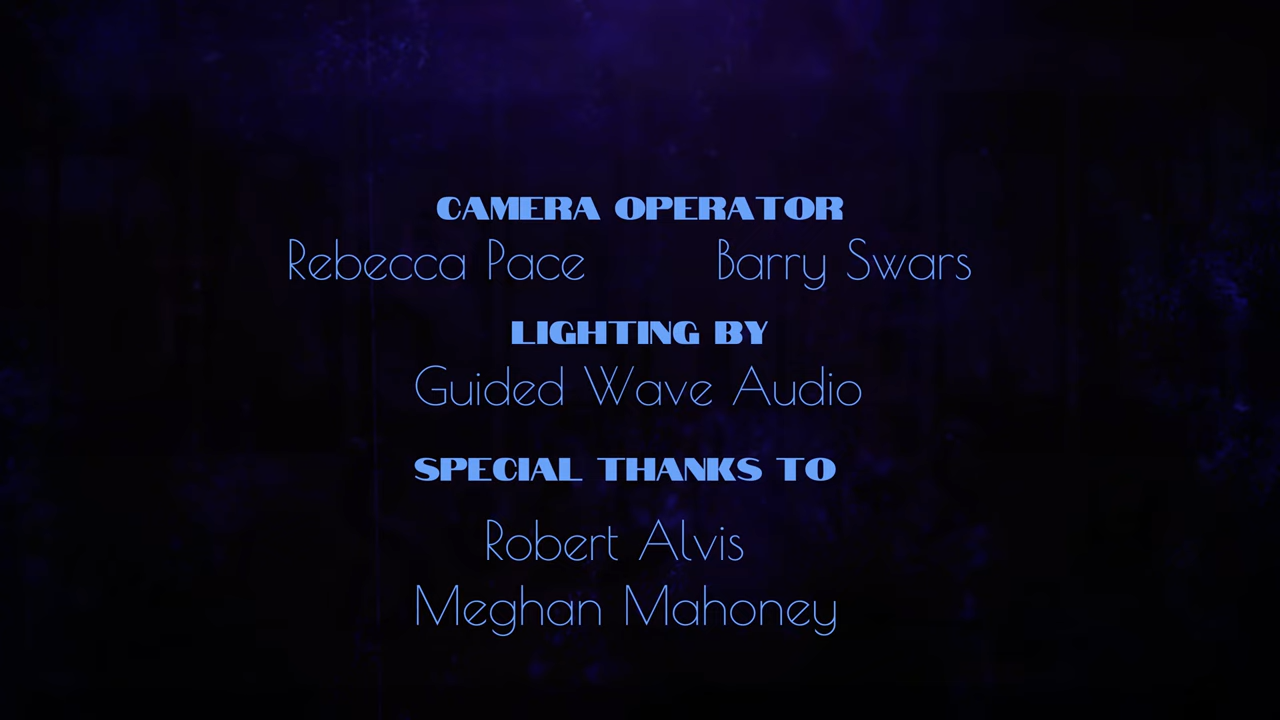 CAMERA OPERATOR
Rebecca Pace Barry Swars
LIGHTING BY
Guided Wave Audio
SPECIAL THANKS TO
Robert Alvis
Meghan Mahoney